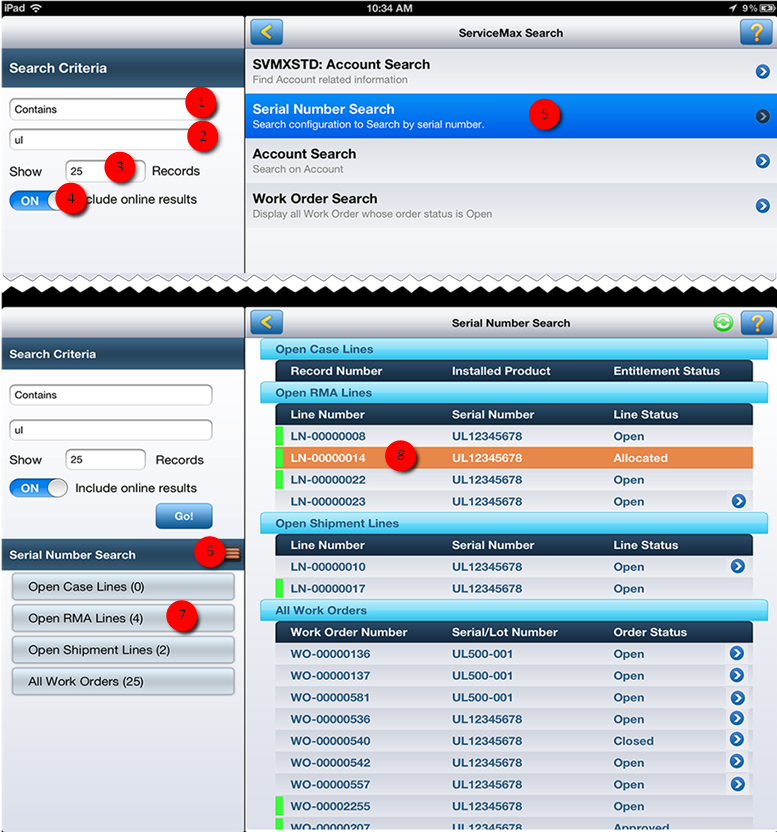 iPad 10:34 AM 9%
ServiceMax Search ?
Search Criteria
Contains 1
ul 2
Show 25 3 Records
ON 4 clude online results
SVMXSTD: Account Search
Find Account related information
Serial Number Search 5
Search configuration to Search by serial number.
Account Search
Search on Account
Work Order Search
Display all Work Order whose order status is Open
Serial Number Search ?
Search Criteria
Contains
ul
Show 25 Records
ON Include online results
Go!
Serial Number Search 6
Open Case Lines (0)
Open RMA Lines (4) 7
Open Shipment Lines (2)
All Work Orders (25)
Open Case Lines
Record Number Installed Product Entitlement Status
Open RMA Lines
Line Number Serial Number Line Status
LN-00000008 UL12345678 Open
LN-00000014 8 UL12345678 Allocated
LN-00000022 UL12345678 Open
LN-00000023 UL12345678 Open
Open Shipment Lines
Line Number Serial Number Line Status
LN-00000010 UL12345678 Open
LN-00000017 UL12345678 Open
All Work Orders
Work Order Number Serial/Lot Number Order Status
WO-00000136 UL500-001 Open
WO-00000137 UL500-001 Open
WO-00000581 UL500-001 Open
WO-00000536 UL12345678 Open
WO-00000540 UL12345678 Closed
WO-00000542 UL12345678 Open
WO-00000557 UL12345678 Open
WO-00002255 UL12345678 Open
WO-00000207 UL12345678 Approved